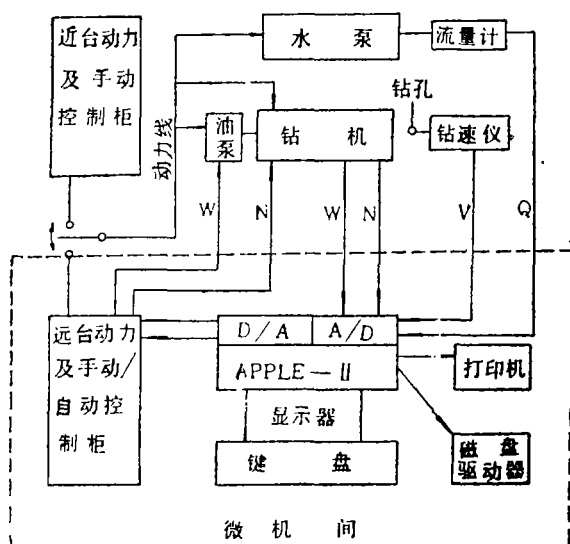 近台动力
及手动
控制柜
水泵
流量计
钻孔
油泵
钻机
钻速仪
动力线
W
N
W
N
V
Q
远台动力
及手动/
自动控
制柜
D/A
A/D
APPLE-II
打印机
显示器
磁盘
驱动器
键盘
微机间